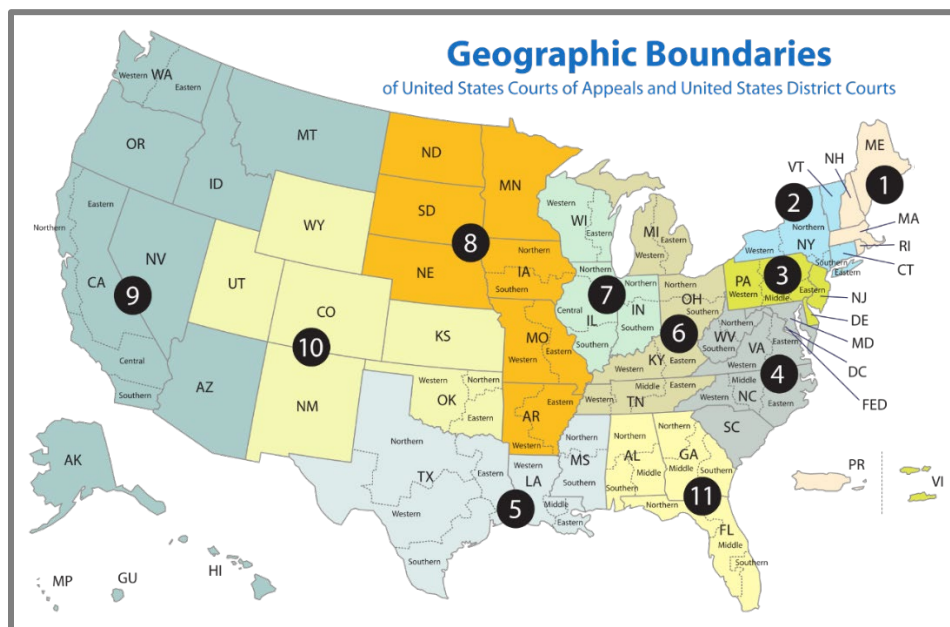 Geographic Boundaries
of United States Courts of Appeals and United States District Courts
WA
Western
Eastern
OR
ID
MT
ND
SD
NE
MN
8
WY
UT
CO
10
KS
NM
NV
9
CA
Northern
Eastern
Central
Southern
AZ
Northern
IA
Southern
MO
Western
Eastern
AR
Eastern
Western
WI
Western
Eastern
7
Northern
Central
IL
Southern
Northern
IN
Southern
MI
Western
Eastern
Northern
OH
Southern
6
KY
Western
Eastern
Middle
Western
Eastern
TN
VT
NH
ME
1
2
Northern
Western
NY
Southern
Eastern
MA
RI
CT
PA
3
Western
Middle
Eastern
NJ
DE
MD
DC
FED
Northern
WV
Southern
VA
Eastern
Western
4
Middle
Western
NC
Eastern
SC
Western
Northern
OK
Eastern
Northern
TX
Eastern
Western
Southern
Western
LA
Middle
Eastern
5
Northern
MS
Southern
Northern
AL
Middle
Southern
Northern
GA
Middle
Southern
11
Northern
FL
Middle
Southern
AK
MP
GU
HI
PR
VI